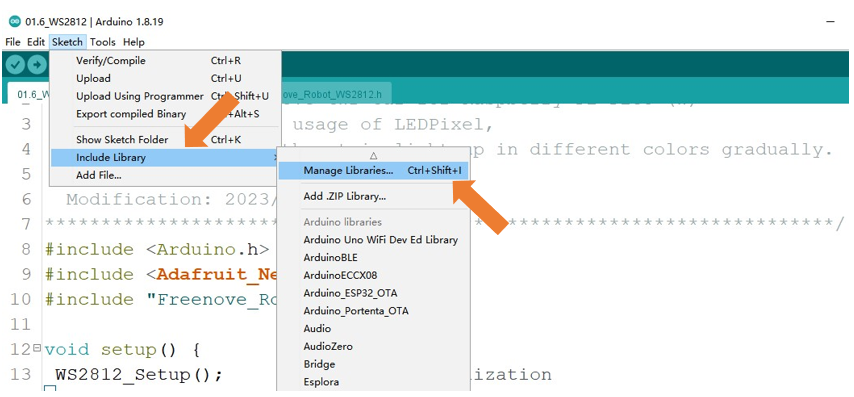 01.6_WS2812 | Arduino 1.8.19
File Edit Sketch Tools Help
Verify/Compile Ctrl+R
Upload Ctrl+U
Upload Using Programmer Ctrl+Shift+U
Export compiled Binary +Alt+S
Show Sketch Folder Ctrl+K
Include Library
Add File...
Manage Libraries... Ctrl+Shift+I
Add .ZIP Library...
Arduino libraries
Arduino Uno WiFi Dev Ed Library
ArduinoBLE
ArduinoECCX08
Arduino_ESP32_OTA
Arduino_Portenta_OTA
Audio
AudioZero
Bridge
Esplora
01.6_W ove_Robot_WS2812.h
3 usage of LEDPixel,
4 up in different colors gradually.
5
6 Modification: 2023/
7 ***************************************************************/
8 #include <Arduino.h>
9 #include <Adafruit_Ne
10 #include "Freenove_Ro
11
12 void setup() {
13 WS2812_Setup(); ization